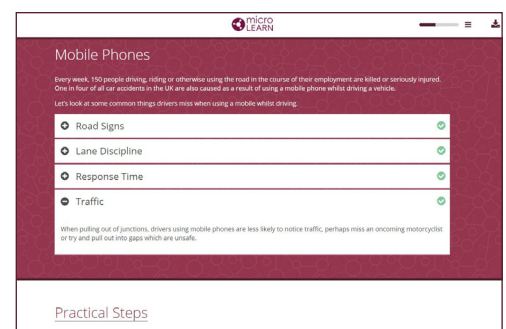 micro
LEARN
Mobile Phones
Every week, 150 people driving, riding or otherwise using the road in the course of their employment are killed or seriously injured.
One in four of all car accidents in the UK are also caused as a result of using a mobile phone whilst driving a vehicle.
Let's look at some common things drivers miss when using a mobile whilst driving.
Road Signs
Lane Discipline
Response Time
Traffic
When pulling out of junctions, drivers using mobile phones are less likely to notice traffic, perhaps miss an oncoming motorcyclist
or try and pull out into gaps which are unsafe.
Practical Steps